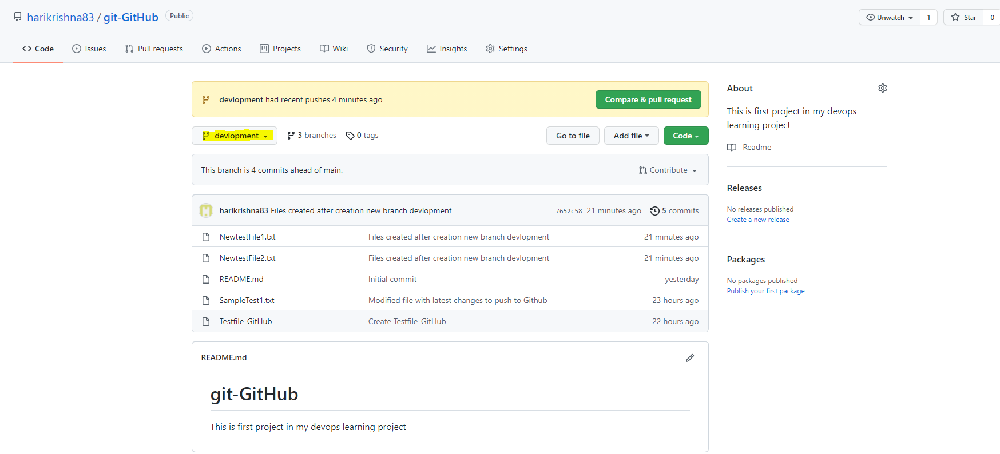 harikrishna83 / git-GitHub Public
Unwatch 1 Star 0
Code Issues Pull requests Actions Projects Wiki Security Insights Settings
devlopment had recent pushes 4 minutes ago Compare & pull request
devlopment 3 branches 0 tags Go to file Add file Code
This branch is 4 commits ahead of main. Contribute
harikrishna83 Files created after creation new branch devlopment 7652c58 21 minutes ago 5 commits
NewtestFile1.txt Files created after creation new branch devlopment 21 minutes ago
NewtestFile2.txt Files created after creation new branch devlopment 21 minutes ago
README.md Initial commit yesterday
SampleTest1.txt Modified file with latest changes to push to Github 23 hours ago
Testfile_GitHub Create Testfile_GitHub 22 hours ago
README.md
git-GitHub
This is first project in my devops learning project
About
This is first project in my devops
learning project
Readme
Releases
No releases published
Create a new release
Packages
No packages published
Publish your first package